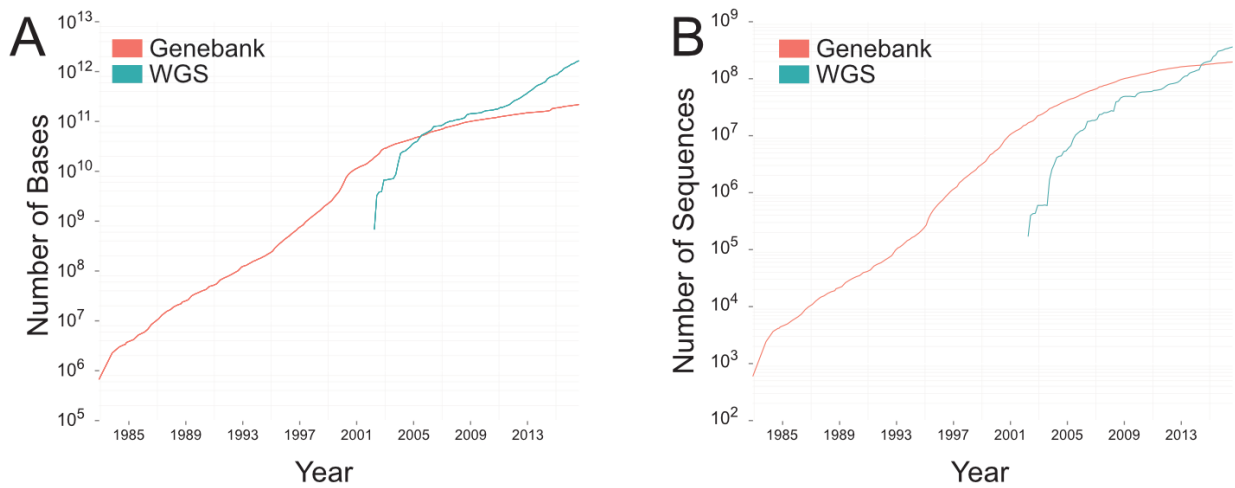 A
Genebank
WGS
Number of Bases
10^13
10^12
10^11
10^10
10^9
10^8
10^7
10^6
10^5
1985 1989 1993 1997 2001 2005 2009 2013
Year
B
Genebank
WGS
Number of Sequences
10^9
10^8
10^7
10^6
10^5
10^4
10^3
10^2
1985 1989 1993 1997 2001 2005 2009 2013
Year